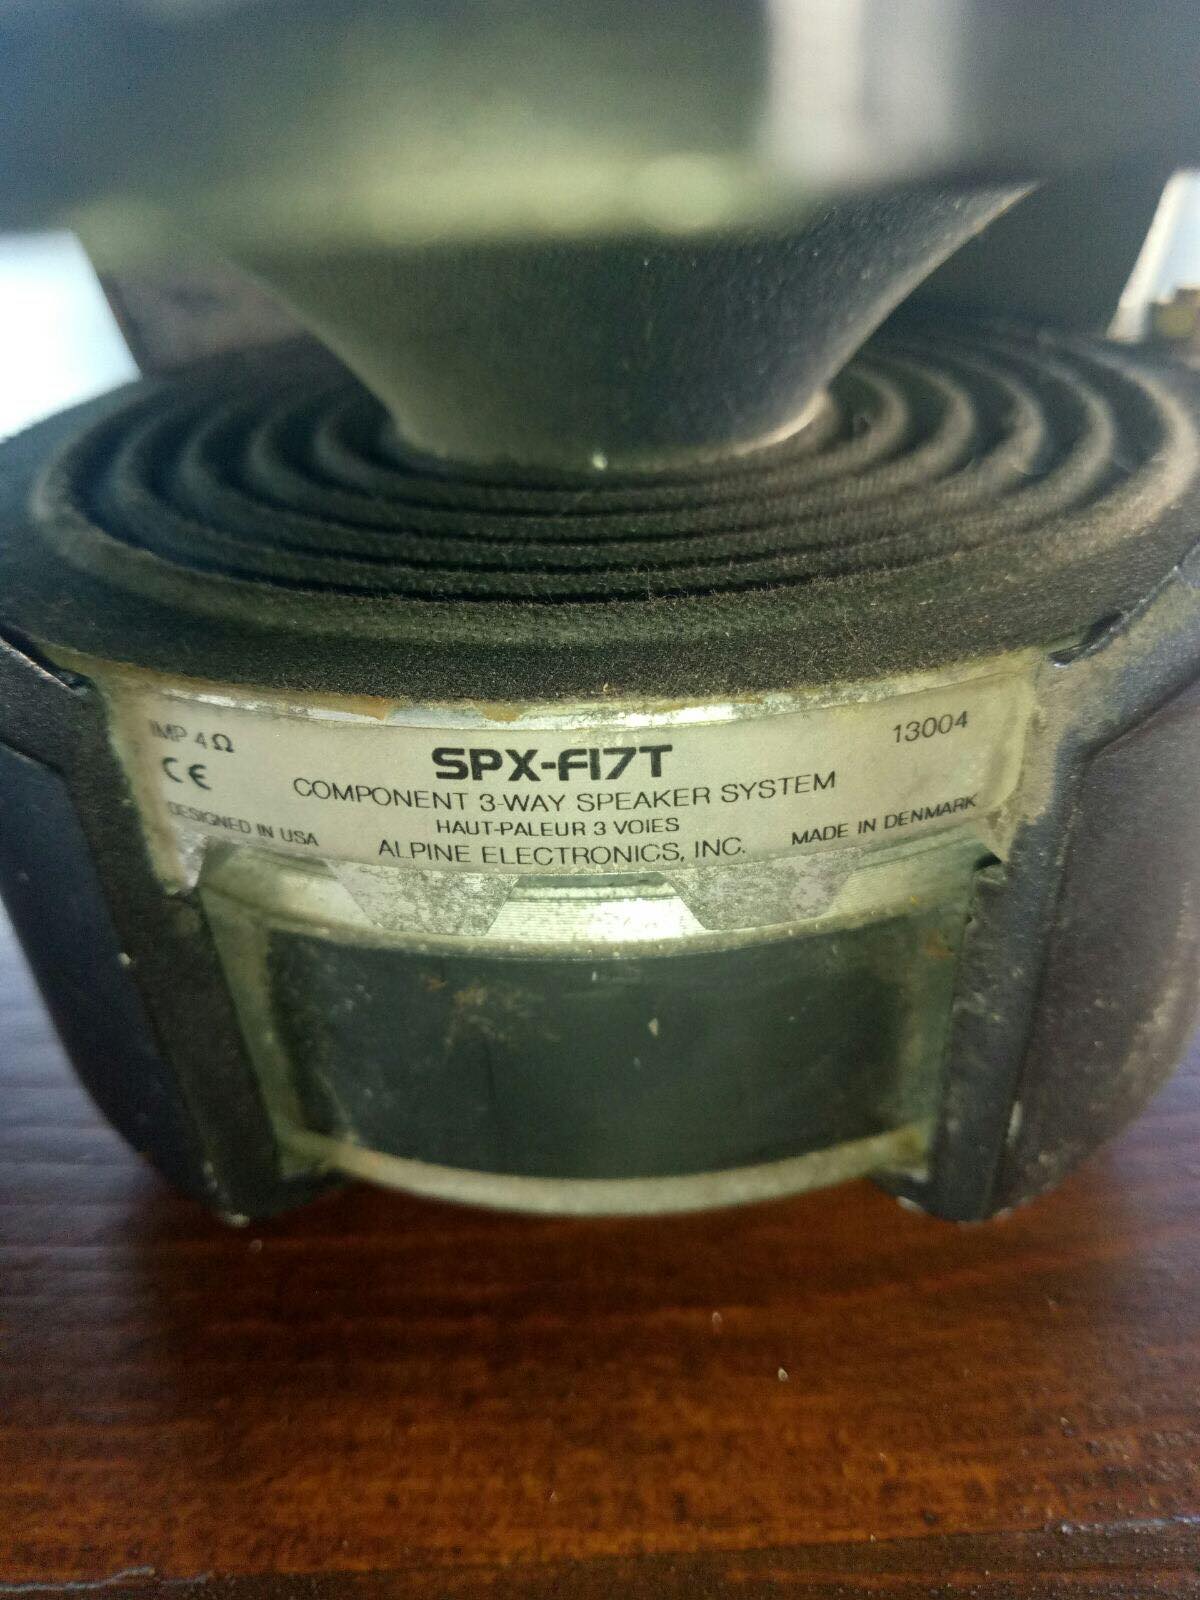 IMP 4 Ω
SPX-F17T
13004
CE
COMPONENT 3-WAY SPEAKER SYSTEM
DESIGNED IN USA
HAUT-PALEUR 3 VOIES
MADE IN DENMARK
ALPINE ELECTRONICS, INC.